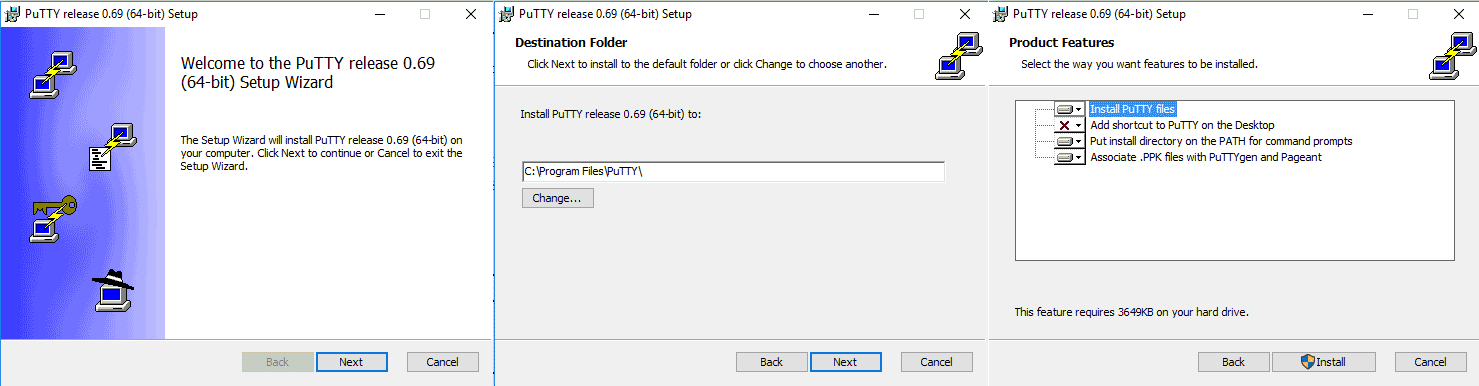 PuTTY release 0.69 (64-bit) Setup
Welcome to the PuTTY release 0.69
(64-bit) Setup Wizard
The Setup Wizard will install PuTTY release 0.69 (64-bit) on
your computer. Click Next to continue or Cancel to exit the
Setup Wizard.
Back
Next
Cancel
PuTTY release 0.69 (64-bit) Setup
Destination Folder
Click Next to install to the default folder or click Change to choose another.
Install PuTTY release 0.69 (64-bit) to:
C:\Program Files\PuTTY\
Change...
Back
Next
Cancel
PuTTY release 0.69 (64-bit) Setup
Product Features
Select the way you want features to be installed.
Install PuTTY files
Add shortcut to PuTTY on the Desktop
Put install directory on the PATH for command prompts
Associate .PPK files with PuTTYgen and Pageant
This feature requires 3649KB on your hard drive.
Back
Install
Cancel